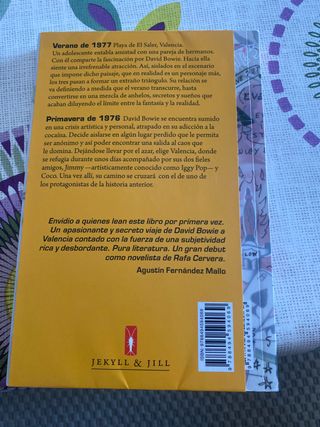 Verano de 1977 Playa de El Saler, Valencia.
Un adolescente entabla amistad con una pareja de hermanos.
Con él comparte la fascinación por David Bowie. Hacia ella
siente una irrefrenable atracción. Así, aislados en el escenario
que impone dicho paisaje, que en realidad es un personaje más,
los tres pasan a formar un extraño triángulo. Su relación se
va definiendo a medida que el verano transcurre, hasta
convertirse en una mezcla de anhelos, secretos y sueños que
acaban diluyendo el límite entre la fantasía y la realidad.
Primavera de 1976 David Bowie se encuentra sumido
en una crisis artística y personal, atrapado en su adicción a la
cocaína. Decide aislarse en algún lugar perdido que le permita
ser anónimo y así poder encontrar una salida al caos que
le domina. Dejándose llevar por el azar, elige Valencia, donde
se refugia durante unos días acompañado por sus dos fieles
amigos, Jimmy —artísticamente conocido como Iggy Pop— y
Coco. Una vez allí, su camino se cruzará con el de uno de
los protagonistas de la historia anterior.
Envidio a quienes lean este libro por primera vez.
Un apasionante y secreto viaje de David Bowie a
Valencia contado con la fuerza de una subjetividad
rica y desbordante. Pura literatura. Un gran debut
como novelista de Rafa Cervera.
Agustín Fernández Mallo
JEKYLL & JILL
LOW